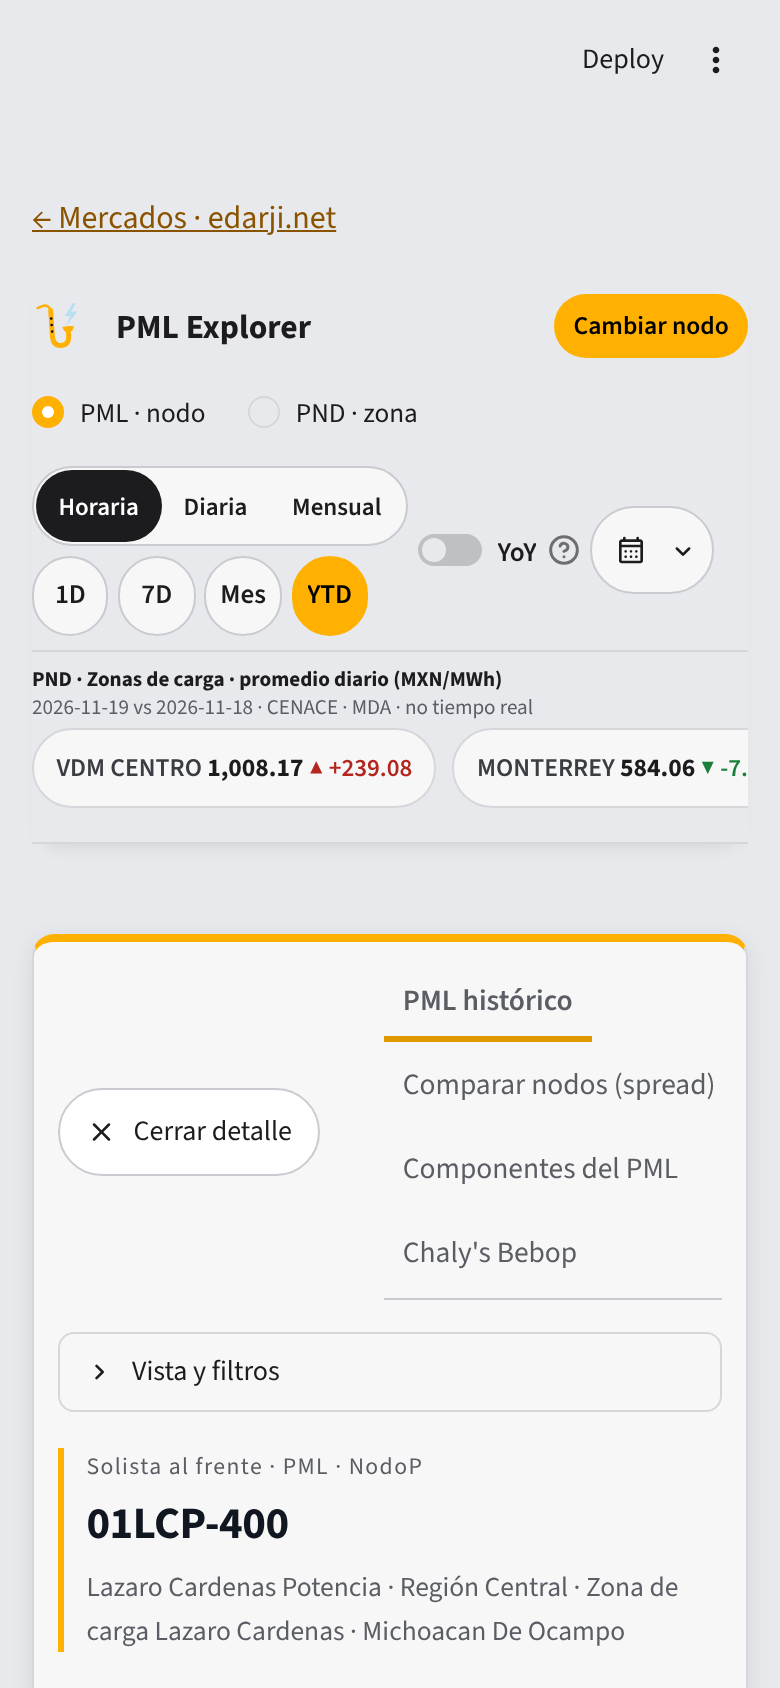 Deploy
← Mercados · edarji.net
PML Explorer
Cambiar nodo
PML · nodo
PND · zona
Horaria
Diaria
Mensual
YoY
1D
7D
Mes
YTD
PND · Zonas de carga · promedio diario (MXN/MWh)
2026-11-19 vs 2026-11-18 · CENACE · MDA · no tiempo real
VDM CENTRO 1,008.17 ▲ +239.08
MONTERREY 584.06 ▼ -7.
PML histórico
Comparar nodos (spread)
Cerrar detalle
Componentes del PML
Chaly's Bebop
Vista y filtros
Solista al frente · PML · NodoP
01LCP-400
Lazaro Cardenas Potencia · Región Central · Zona de
carga Lazaro Cardenas · Michoacan De Ocampo